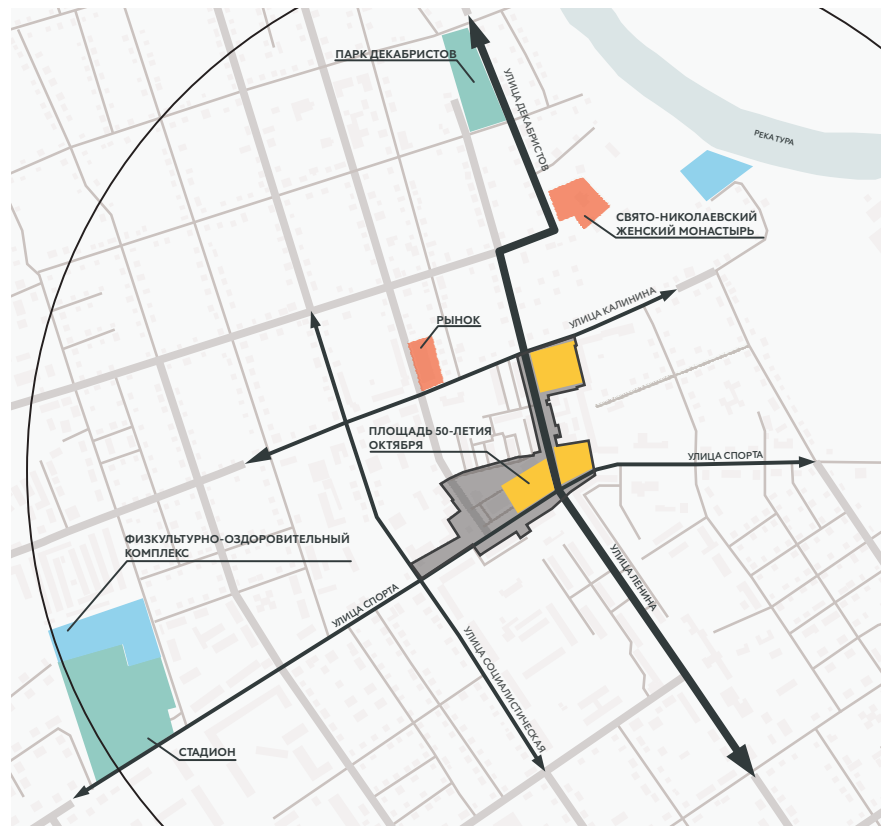 ПАРК ДЕКАБРИСТОВ
УЛИЦА ДЕКАБРИСТОВ
РЕКА ТУРА
СВЯТО-НИКОЛАЕВСКИЙ
ЖЕНСКИЙ МОНАСТЫРЬ
УЛИЦА КАЛИНИНА
РЫНОК
ПЛОЩАДЬ 50-ЛЕТИЯ
ОКТЯБРЯ
УЛИЦА СПОРТА
ФИЗКУЛЬТУРНО-ОЗДОРОВИТЕЛЬНЫЙ
КОМПЛЕКС
УЛИЦА ЛЕНИНА
УЛИЦА СПОРТА
УЛИЦА СОЦИАЛИСТИЧЕСКАЯ
СТАДИОН